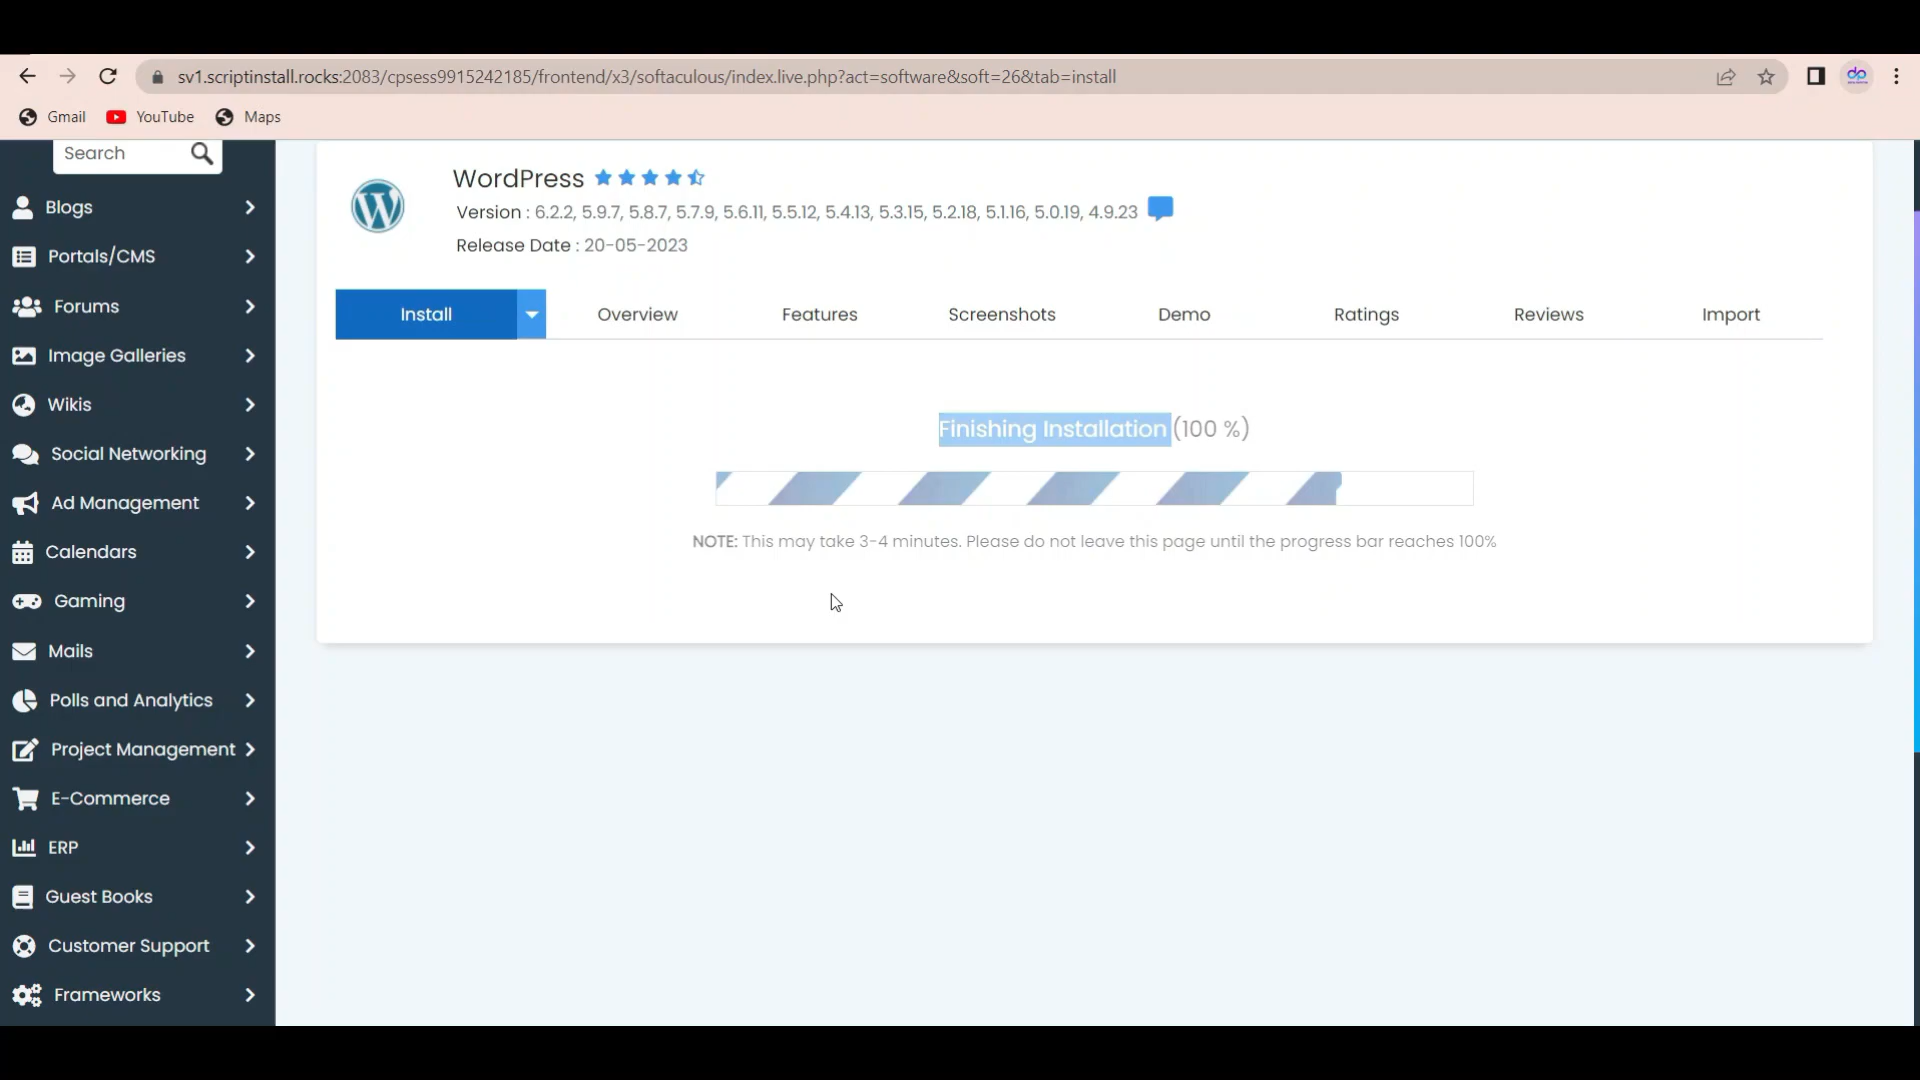 sv1.scriptinstall.rocks:2083/cpsess9915242185/frontend/x3/softaculous/index.live.php?act=software&soft=26&tab=install
dp
Gmail YouTube Maps
Search
Blogs
Portals/CMS
Forums
Image Galleries
Wikis
Social Networking
Ad Management
Calendars
Gaming
Mails
Polls and Analytics
Project Management
E-Commerce
ERP
Guest Books
Customer Support
Frameworks
WordPress
Version : 6.2.2, 5.9.7, 5.8.7, 5.7.9, 5.6.11, 5.5.12, 5.4.13, 5.3.15, 5.2.18, 5.1.16, 5.0.19, 4.9.23
Release Date : 20-05-2023
Install Overview Features Screenshots Demo Ratings Reviews Import
Finishing Installation (100 %)
NOTE: This may take 3-4 minutes. Please do not leave this page until the progress bar reaches 100%